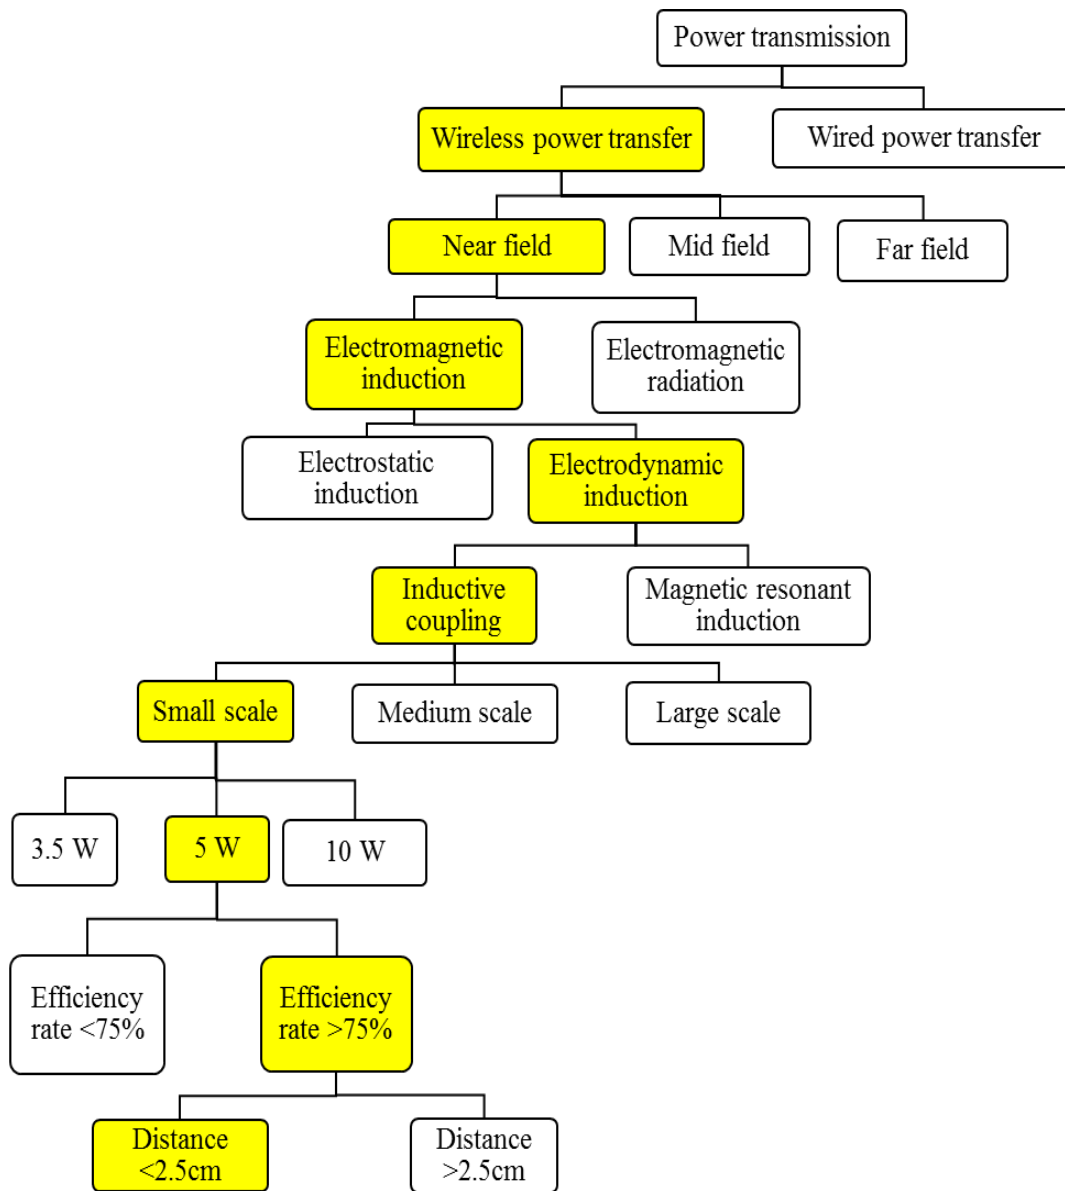 Power transmission
Wireless power transfer
Wired power transfer
Near field
Mid field
Far field
Electromagnetic
induction
Electromagnetic
radiation
Electrostatic
induction
Electrodynamic
induction
Inductive
coupling
Magnetic resonant
induction
Small scale
Medium scale
Large scale
3.5 W
5 W
10 W
Efficiency
rate <75%
Efficiency
rate >75%
Distance
<2.5cm
Distance
>2.5cm